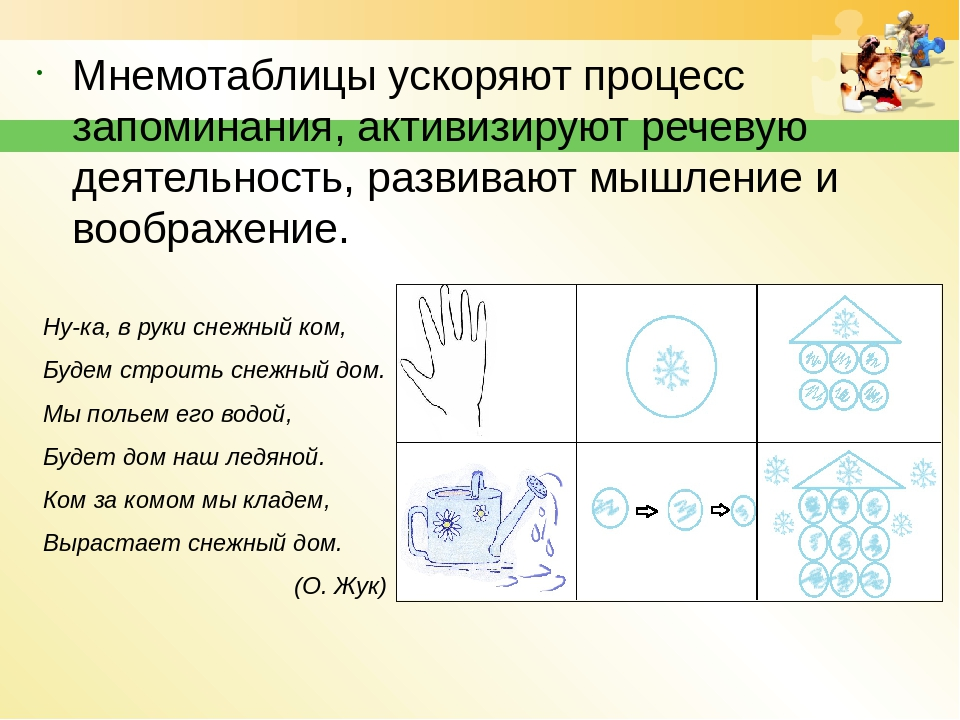 Мнемотаблицы ускоряют процесс
запоминания, активизируют речевую
деятельность, развивают мышление и
воображение.
Ну-ка, в руки снежный ком,
Будем строить снежный дом.
Мы польем его водой,
Будет дом наш ледяной.
Ком за комом мы кладем,
Вырастает снежный дом.
(О. Жук)